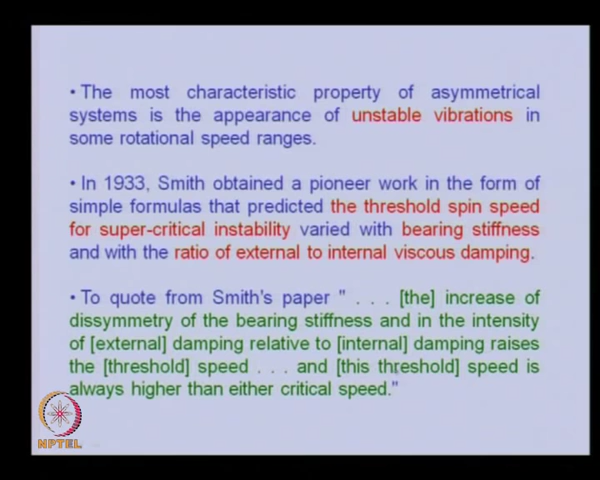 • The most characteristic property of asymmetrical
systems is the appearance of unstable vibrations in
some rotational speed ranges.
• In 1933, Smith obtained a pioneer work in the form of
simple formulas that predicted the threshold spin speed
for super-critical instability varied with bearing stiffness
and with the ratio of external to internal viscous damping.
• To quote from Smith's paper " . . . [the] increase of
dissymmetry of the bearing stiffness and in the intensity
of [external] damping relative to [internal] damping raises
the [threshold] speed . . . and [this threshold] speed is
always higher than either critical speed."
NPTEL